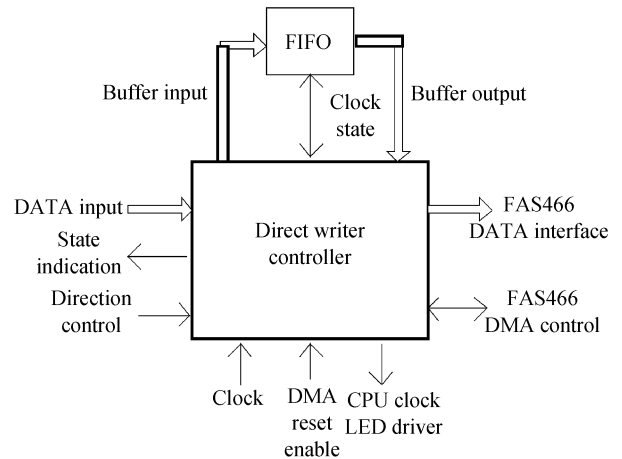 FIFO
Buffer input
Clock
state
Buffer output
DATA input
Direct writer
controller
FAS466
DATA interface
State
indication
Direction
control
FAS466
DMA control
Clock
DMA
reset
enable
CPU clock
LED driver